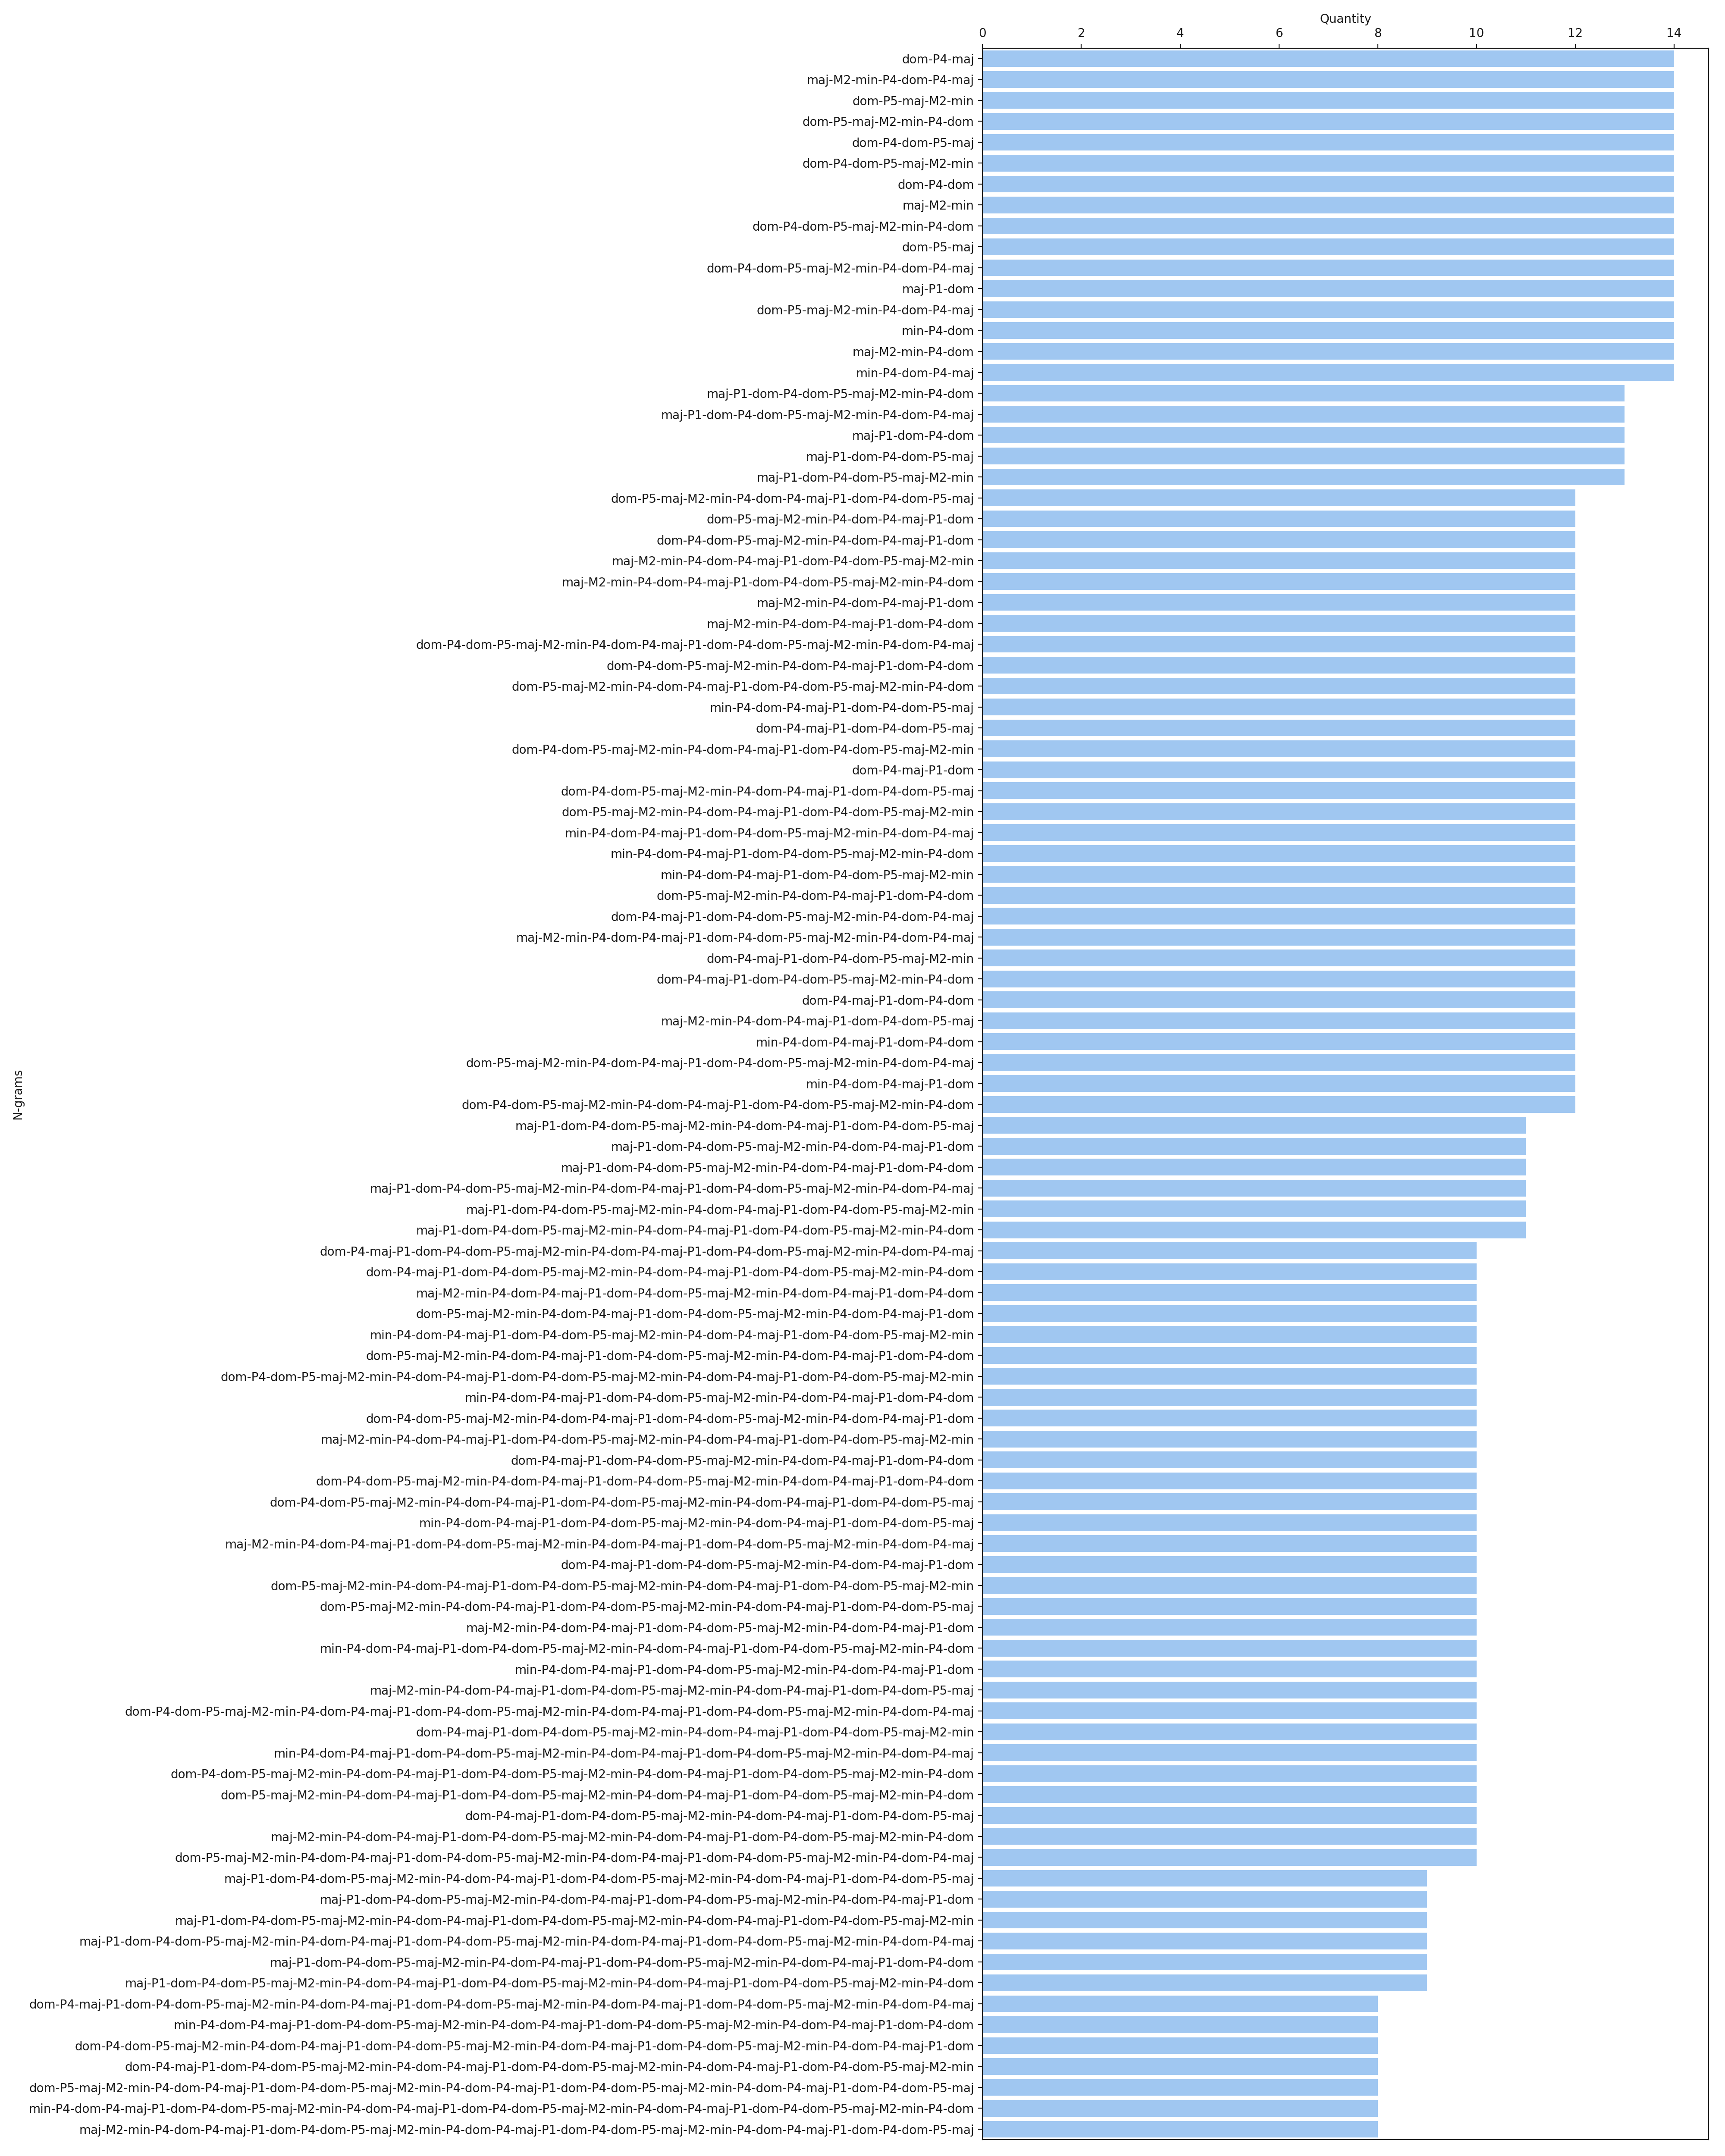 Quantity
0 2 4 6 8 10 12 14
dom-P4-maj
maj-M2-min-P4-dom-P4-maj
dom-P5-maj-M2-min
dom-P5-maj-M2-min-P4-dom
dom-P4-dom-P5-maj
dom-P4-dom-P5-maj-M2-min
dom-P4-dom
maj-M2-min
dom-P4-dom-P5-maj-M2-min-P4-dom
dom-P5-maj
dom-P4-dom-P5-maj-M2-min-P4-dom-P4-maj
maj-P1-dom
dom-P5-maj-M2-min-P4-dom-P4-maj
min-P4-dom
maj-M2-min-P4-dom
min-P4-dom-P4-maj
maj-P1-dom-P4-dom-P5-maj-M2-min-P4-dom
maj-P1-dom-P4-dom-P5-maj-M2-min-P4-dom-P4-maj
maj-P1-dom-P4-dom
maj-P1-dom-P4-dom-P5-maj
maj-P1-dom-P4-dom-P5-maj-M2-min
dom-P5-maj-M2-min-P4-dom-P4-maj-P1-dom-P4-dom-P5-maj
dom-P5-maj-M2-min-P4-dom-P4-maj-P1-dom
dom-P4-dom-P5-maj-M2-min-P4-dom-P4-maj-P1-dom
maj-M2-min-P4-dom-P4-maj-P1-dom-P4-dom-P5-maj-M2-min
maj-M2-min-P4-dom-P4-maj-P1-dom-P4-dom-P5-maj-M2-min-P4-dom
maj-M2-min-P4-dom-P4-maj-P1-dom
maj-M2-min-P4-dom-P4-maj-P1-dom-P4-dom
dom-P4-dom-P5-maj-M2-min-P4-dom-P4-maj-P1-dom-P4-dom-P5-maj-M2-min-P4-dom-P4-maj
dom-P4-dom-P5-maj-M2-min-P4-dom-P4-maj-P1-dom-P4-dom
dom-P5-maj-M2-min-P4-dom-P4-maj-P1-dom-P4-dom-P5-maj-M2-min-P4-dom
min-P4-dom-P4-maj-P1-dom-P4-dom-P5-maj
dom-P4-maj-P1-dom-P4-dom-P5-maj
dom-P4-dom-P5-maj-M2-min-P4-dom-P4-maj-P1-dom-P4-dom-P5-maj-M2-min
dom-P4-maj-P1-dom
dom-P4-dom-P5-maj-M2-min-P4-dom-P4-maj-P1-dom-P4-dom-P5-maj
dom-P5-maj-M2-min-P4-dom-P4-maj-P1-dom-P4-dom-P5-maj-M2-min
min-P4-dom-P4-maj-P1-dom-P4-dom-P5-maj-M2-min-P4-dom-P4-maj
min-P4-dom-P4-maj-P1-dom-P4-dom-P5-maj-M2-min-P4-dom
min-P4-dom-P4-maj-P1-dom-P4-dom-P5-maj-M2-min
dom-P5-maj-M2-min-P4-dom-P4-maj-P1-dom-P4-dom
dom-P4-maj-P1-dom-P4-dom-P5-maj-M2-min-P4-dom-P4-maj
maj-M2-min-P4-dom-P4-maj-P1-dom-P4-dom-P5-maj-M2-min-P4-dom-P4-maj
dom-P4-maj-P1-dom-P4-dom-P5-maj-M2-min
dom-P4-maj-P1-dom-P4-dom-P5-maj-M2-min-P4-dom
dom-P4-maj-P1-dom-P4-dom
maj-M2-min-P4-dom-P4-maj-P1-dom-P4-dom-P5-maj
min-P4-dom-P4-maj-P1-dom-P4-dom
dom-P5-maj-M2-min-P4-dom-P4-maj-P1-dom-P4-dom-P5-maj-M2-min-P4-dom-P4-maj
min-P4-dom-P4-maj-P1-dom
N-grams
dom-P4-dom-P5-maj-M2-min-P4-dom-P4-maj-P1-dom-P4-dom-P5-maj-M2-min-P4-dom
maj-P1-dom-P4-dom-P5-maj-M2-min-P4-dom-P4-maj-P1-dom-P4-dom-P5-maj
maj-P1-dom-P4-dom-P5-maj-M2-min-P4-dom-P4-maj-P1-dom
maj-P1-dom-P4-dom-P5-maj-M2-min-P4-dom-P4-maj-P1-dom-P4-dom
maj-P1-dom-P4-dom-P5-maj-M2-min-P4-dom-P4-maj-P1-dom-P4-dom-P5-maj-M2-min-P4-dom-P4-maj
maj-P1-dom-P4-dom-P5-maj-M2-min-P4-dom-P4-maj-P1-dom-P4-dom-P5-maj-M2-min
maj-P1-dom-P4-dom-P5-maj-M2-min-P4-dom-P4-maj-P1-dom-P4-dom-P5-maj-M2-min-P4-dom
dom-P4-maj-P1-dom-P4-dom-P5-maj-M2-min-P4-dom-P4-maj-P1-dom-P4-dom-P5-maj-M2-min-P4-dom-P4-maj
dom-P4-maj-P1-dom-P4-dom-P5-maj-M2-min-P4-dom-P4-maj-P1-dom-P4-dom-P5-maj-M2-min-P4-dom
maj-M2-min-P4-dom-P4-maj-P1-dom-P4-dom-P5-maj-M2-min-P4-dom-P4-maj-P1-dom-P4-dom
dom-P5-maj-M2-min-P4-dom-P4-maj-P1-dom-P4-dom-P5-maj-M2-min-P4-dom-P4-maj-P1-dom
min-P4-dom-P4-maj-P1-dom-P4-dom-P5-maj-M2-min-P4-dom-P4-maj-P1-dom-P4-dom-P5-maj-M2-min
dom-P5-maj-M2-min-P4-dom-P4-maj-P1-dom-P4-dom-P5-maj-M2-min-P4-dom-P4-maj-P1-dom-P4-dom
dom-P4-dom-P5-maj-M2-min-P4-dom-P4-maj-P1-dom-P4-dom-P5-maj-M2-min-P4-dom-P4-maj-P1-dom-P4-dom-P5-maj-M2-min
min-P4-dom-P4-maj-P1-dom-P4-dom-P5-maj-M2-min-P4-dom-P4-maj-P1-dom-P4-dom
dom-P4-dom-P5-maj-M2-min-P4-dom-P4-maj-P1-dom-P4-dom-P5-maj-M2-min-P4-dom-P4-maj-P1-dom
maj-M2-min-P4-dom-P4-maj-P1-dom-P4-dom-P5-maj-M2-min-P4-dom-P4-maj-P1-dom-P4-dom-P5-maj-M2-min
dom-P4-maj-P1-dom-P4-dom-P5-maj-M2-min-P4-dom-P4-maj-P1-dom-P4-dom
dom-P4-dom-P5-maj-M2-min-P4-dom-P4-maj-P1-dom-P4-dom-P5-maj-M2-min-P4-dom-P4-maj-P1-dom-P4-dom
dom-P4-dom-P5-maj-M2-min-P4-dom-P4-maj-P1-dom-P4-dom-P5-maj-M2-min-P4-dom-P4-maj-P1-dom-P4-dom-P5-maj
min-P4-dom-P4-maj-P1-dom-P4-dom-P5-maj-M2-min-P4-dom-P4-maj-P1-dom-P4-dom-P5-maj
maj-M2-min-P4-dom-P4-maj-P1-dom-P4-dom-P5-maj-M2-min-P4-dom-P4-maj-P1-dom-P4-dom-P5-maj-M2-min-P4-dom-P4-maj
dom-P4-maj-P1-dom-P4-dom-P5-maj-M2-min-P4-dom-P4-maj-P1-dom
dom-P5-maj-M2-min-P4-dom-P4-maj-P1-dom-P4-dom-P5-maj-M2-min-P4-dom-P4-maj-P1-dom-P4-dom-P5-maj-M2-min
dom-P5-maj-M2-min-P4-dom-P4-maj-P1-dom-P4-dom-P5-maj-M2-min-P4-dom-P4-maj-P1-dom-P4-dom-P5-maj
maj-M2-min-P4-dom-P4-maj-P1-dom-P4-dom-P5-maj-M2-min-P4-dom-P4-maj-P1-dom
min-P4-dom-P4-maj-P1-dom-P4-dom-P5-maj-M2-min-P4-dom-P4-maj-P1-dom-P4-dom-P5-maj-M2-min-P4-dom
min-P4-dom-P4-maj-P1-dom-P4-dom-P5-maj-M2-min-P4-dom-P4-maj-P1-dom
maj-M2-min-P4-dom-P4-maj-P1-dom-P4-dom-P5-maj-M2-min-P4-dom-P4-maj-P1-dom-P4-dom-P5-maj
dom-P4-dom-P5-maj-M2-min-P4-dom-P4-maj-P1-dom-P4-dom-P5-maj-M2-min-P4-dom-P4-maj-P1-dom-P4-dom-P5-maj-M2-min-P4-dom-P4-maj
dom-P4-maj-P1-dom-P4-dom-P5-maj-M2-min-P4-dom-P4-maj-P1-dom-P4-dom-P5-maj-M2-min
min-P4-dom-P4-maj-P1-dom-P4-dom-P5-maj-M2-min-P4-dom-P4-maj-P1-dom-P4-dom-P5-maj-M2-min-P4-dom-P4-maj
dom-P4-dom-P5-maj-M2-min-P4-dom-P4-maj-P1-dom-P4-dom-P5-maj-M2-min-P4-dom-P4-maj-P1-dom-P4-dom-P5-maj-M2-min-P4-dom
dom-P5-maj-M2-min-P4-dom-P4-maj-P1-dom-P4-dom-P5-maj-M2-min-P4-dom-P4-maj-P1-dom-P4-dom-P5-maj-M2-min-P4-dom
dom-P4-maj-P1-dom-P4-dom-P5-maj-M2-min-P4-dom-P4-maj-P1-dom-P4-dom-P5-maj
maj-M2-min-P4-dom-P4-maj-P1-dom-P4-dom-P5-maj-M2-min-P4-dom-P4-maj-P1-dom-P4-dom-P5-maj-M2-min-P4-dom
dom-P5-maj-M2-min-P4-dom-P4-maj-P1-dom-P4-dom-P5-maj-M2-min-P4-dom-P4-maj-P1-dom-P4-dom-P5-maj-M2-min-P4-dom-P4-maj
maj-P1-dom-P4-dom-P5-maj-M2-min-P4-dom-P4-maj-P1-dom-P4-dom-P5-maj-M2-min-P4-dom-P4-maj-P1-dom-P4-dom-P5-maj
maj-P1-dom-P4-dom-P5-maj-M2-min-P4-dom-P4-maj-P1-dom-P4-dom-P5-maj-M2-min-P4-dom-P4-maj-P1-dom
maj-P1-dom-P4-dom-P5-maj-M2-min-P4-dom-P4-maj-P1-dom-P4-dom-P5-maj-M2-min-P4-dom-P4-maj-P1-dom-P4-dom-P5-maj-M2-min
maj-P1-dom-P4-dom-P5-maj-M2-min-P4-dom-P4-maj-P1-dom-P4-dom-P5-maj-M2-min-P4-dom-P4-maj-P1-dom-P4-dom-P5-maj-M2-min-P4-dom-P4-maj
maj-P1-dom-P4-dom-P5-maj-M2-min-P4-dom-P4-maj-P1-dom-P4-dom-P5-maj-M2-min-P4-dom-P4-maj-P1-dom-P4-dom
maj-P1-dom-P4-dom-P5-maj-M2-min-P4-dom-P4-maj-P1-dom-P4-dom-P5-maj-M2-min-P4-dom-P4-maj-P1-dom-P4-dom-P5-maj-M2-min-P4-dom
dom-P4-maj-P1-dom-P4-dom-P5-maj-M2-min-P4-dom-P4-maj-P1-dom-P4-dom-P5-maj-M2-min-P4-dom-P4-maj-P1-dom-P4-dom-P5-maj-M2-min-P4-dom-P4-maj
min-P4-dom-P4-maj-P1-dom-P4-dom-P5-maj-M2-min-P4-dom-P4-maj-P1-dom-P4-dom-P5-maj-M2-min-P4-dom-P4-maj-P1-dom-P4-dom
dom-P4-dom-P5-maj-M2-min-P4-dom-P4-maj-P1-dom-P4-dom-P5-maj-M2-min-P4-dom-P4-maj-P1-dom-P4-dom-P5-maj-M2-min-P4-dom-P4-maj-P1-dom
dom-P4-maj-P1-dom-P4-dom-P5-maj-M2-min-P4-dom-P4-maj-P1-dom-P4-dom-P5-maj-M2-min-P4-dom-P4-maj-P1-dom-P4-dom-P5-maj-M2-min
dom-P5-maj-M2-min-P4-dom-P4-maj-P1-dom-P4-dom-P5-maj-M2-min-P4-dom-P4-maj-P1-dom-P4-dom-P5-maj-M2-min-P4-dom-P4-maj-P1-dom-P4-dom-P5-maj
min-P4-dom-P4-maj-P1-dom-P4-dom-P5-maj-M2-min-P4-dom-P4-maj-P1-dom-P4-dom-P5-maj-M2-min-P4-dom-P4-maj-P1-dom-P4-dom-P5-maj-M2-min-P4-dom
maj-M2-min-P4-dom-P4-maj-P1-dom-P4-dom-P5-maj-M2-min-P4-dom-P4-maj-P1-dom-P4-dom-P5-maj-M2-min-P4-dom-P4-maj-P1-dom-P4-dom-P5-maj